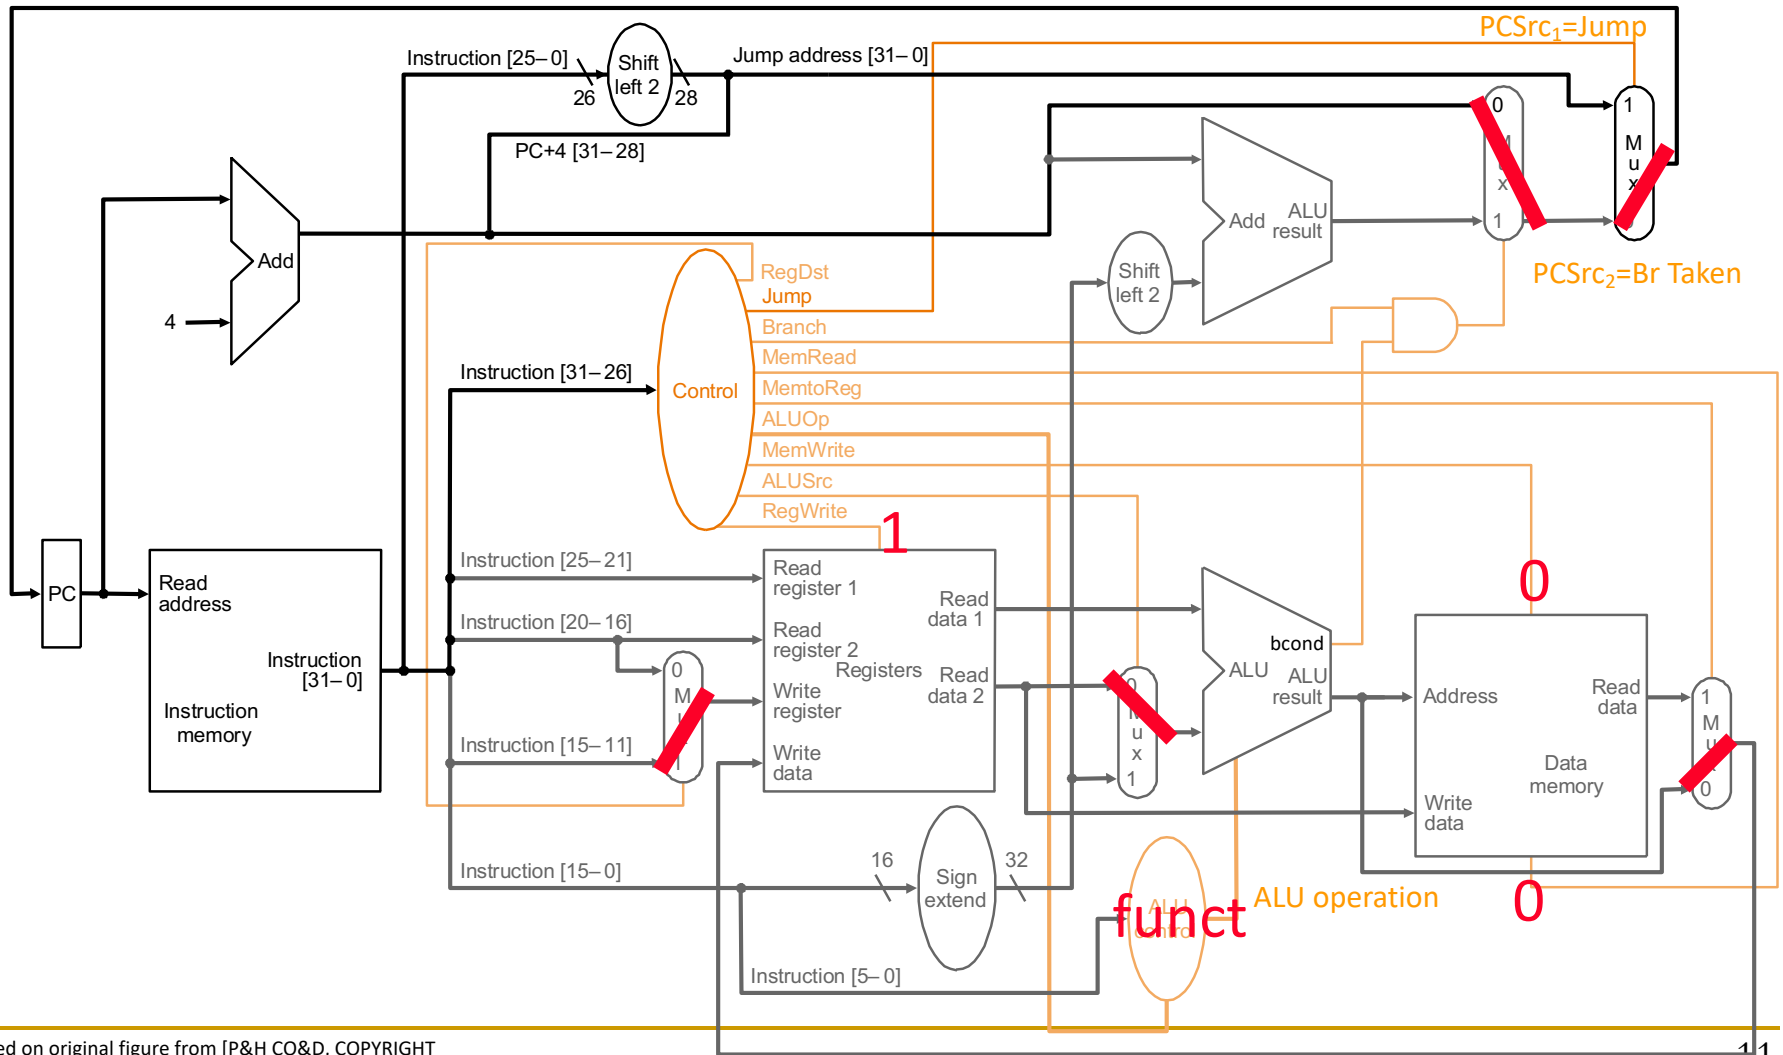 PCSrc1=Jump
Instruction [25–0]
26
Shift
left 2
28
Jump address [31–0]
PC+4 [31–28]
0
M
x
1
1
M
u
x
Add
4
Add
ALU
result
Shift
left 2
PCSrc2=Br Taken
RegDst
Jump
Branch
MemRead
MemtoReg
ALUOp
MemWrite
ALUSrc
RegWrite
Control
Instruction [31–26]
1
0
PC
Read
address
Instruction
[31–0]
Instruction
memory
Instruction [25–21]
Instruction [20–16]
Instruction [15–11]
Instruction [15–0]
0
M
Read
register 1
Read
register 2
Write
register
Write
data
Registers
Read
data 1
Read
data 2
0
M
u
x
1
bcond
ALU
ALU
result
Address
Write
data
Read
data
Data
memory
1
M
u
0
16
Sign
extend
32
ALU
control
funct
ALU operation
0
Instruction [5–0]
ed on original figure from [P&H CO&D, COPYRIGHT
11